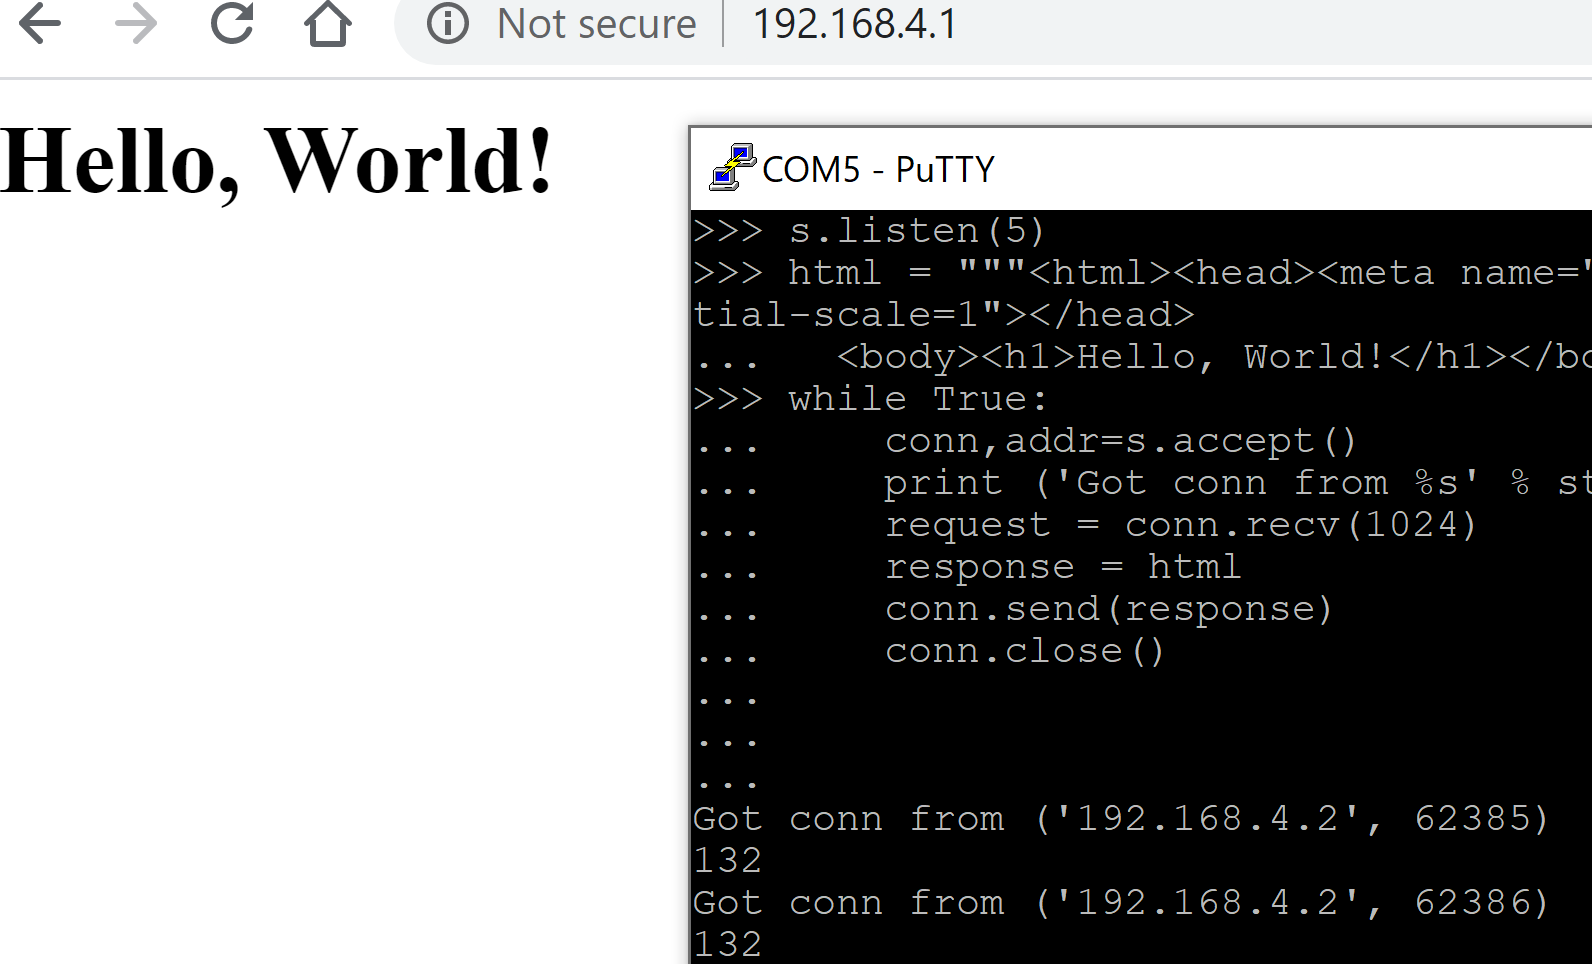 Not secure 192.168.4.1
Hello, World!
COM5 - PuTTY
>>> s.listen(5)
>>> html = """<html><head><meta name="
tial-scale=1"></head>
...   <body><h1>Hello, World!</h1></bo
>>> while True:
...     conn,addr=s.accept()
...     print ('Got conn from %s' % st
...     request = conn.recv(1024)
...     response = html
...     conn.send(response)
...     conn.close()
...
...
...
Got conn from ('192.168.4.2', 62385)
132
Got conn from ('192.168.4.2', 62386)
132